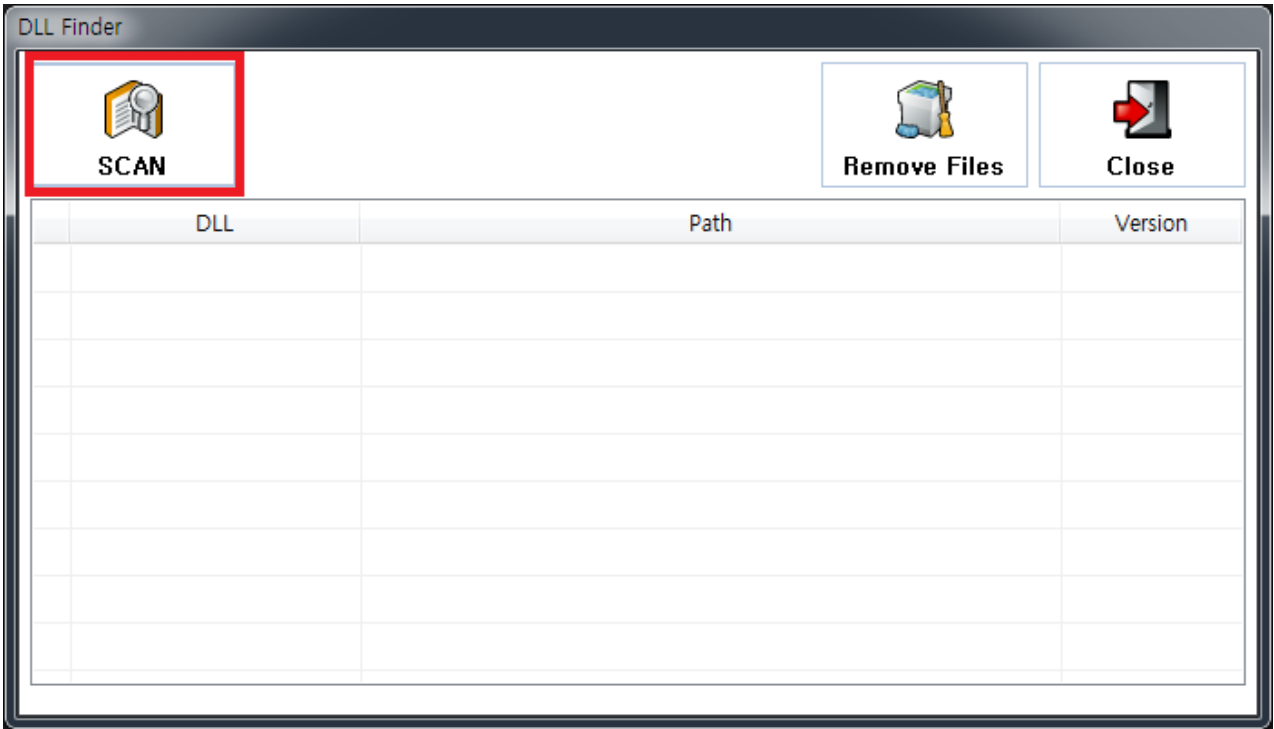 DLL Finder
SCAN
Remove Files
Close
DLL
Path
Version